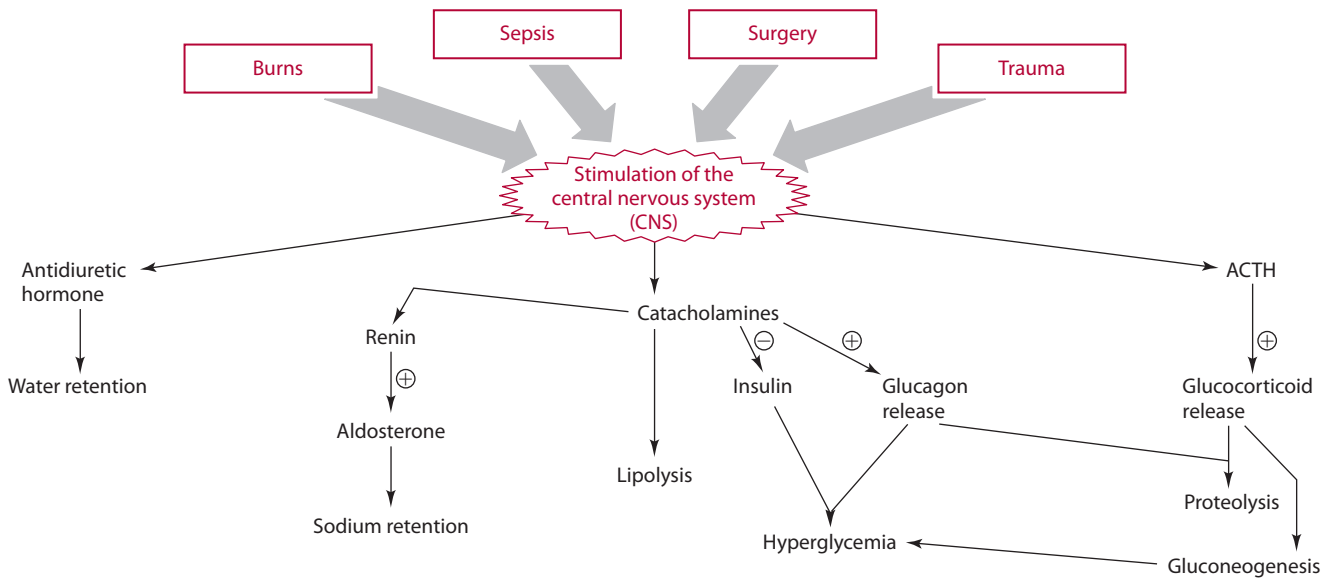 Burns
Sepsis
Surgery
Trauma
Stimulation of the
central nervous system
(CNS)
Antidiuretic
hormone
ACTH
Catacholamines
Renin
−
+
+
+
Water retention
Insulin
Glucagon
release
Glucocorticoid
release
Aldosterone
Lipolysis
Proteolysis
Sodium retention
Hyperglycemia
Gluconeogenesis